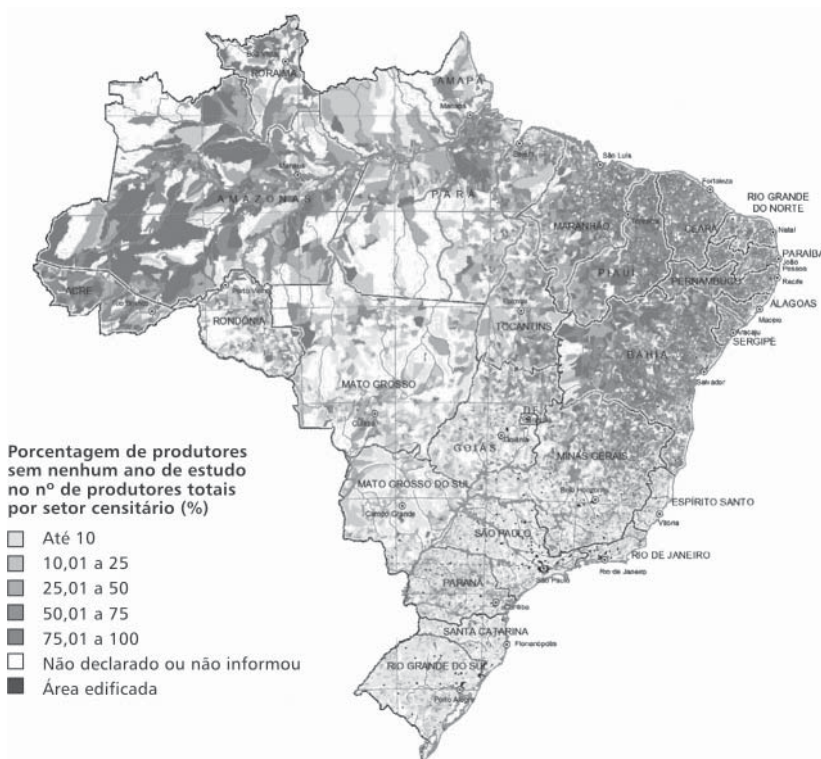 RORAIMA
AMAPÁ
Macapá
Belém
São Luís
Manaus
Fortaleza
AMAZONAS
PARÁ
RIO GRANDE
DO NORTE
MARANHÃO
Teresina
CEARÁ
Natal
PARAÍBA
João
Pessoa
PIAUÍ
PERNAMBUCO
Recife
ACRE
Porto Velho
ALAGOAS
Maceió
RONDÔNIA
TOCANTINS
Aracaju
SERGIPE
BAHIA
Salvador
MATO GROSSO
Cuiabá
DF
Goiânia
GOIÁS
MINAS GERAIS
Porcentagem de produtores
sem nenhum ano de estudo
no nº de produtores totais
por setor censitário (%)
MATO GROSSO DO SUL
Belo Horizonte
ESPÍRITO SANTO
Campo Grande
Vitória
Até 10
SÃO PAULO
RIO DE JANEIRO
10,01 a 25
Rio de Janeiro
São Paulo
25,01 a 50
PARANÁ
50,01 a 75
Curitiba
75,01 a 100
SANTA CATARINA
Não declarado ou não informou
Florianópolis
RIO GRANDE DO SUL
Área edificada
Porto Alegre